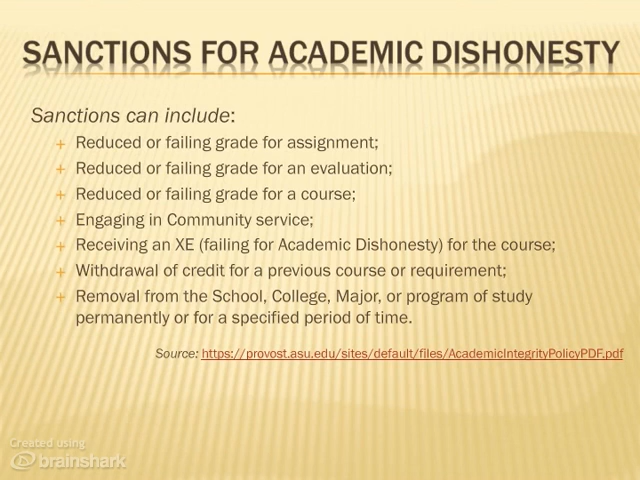 SANCTIONS FOR ACADEMIC DISHONESTY
Sanctions can include:
+ Reduced or failing grade for assignment;
+ Reduced or failing grade for an evaluation;
+ Reduced or failing grade for a course;
+ Engaging in Community service;
+ Receiving an XE (failing for Academic Dishonesty) for the course;
+ Withdrawal of credit for a previous course or requirement;
+ Removal from the School, College, Major, or program of study
permanently or for a specified period of time.
Source: https://provost.asu.edu/sites/default/files/AcademicIntegrityPolicyPDF.pdf
Created using
brainshark